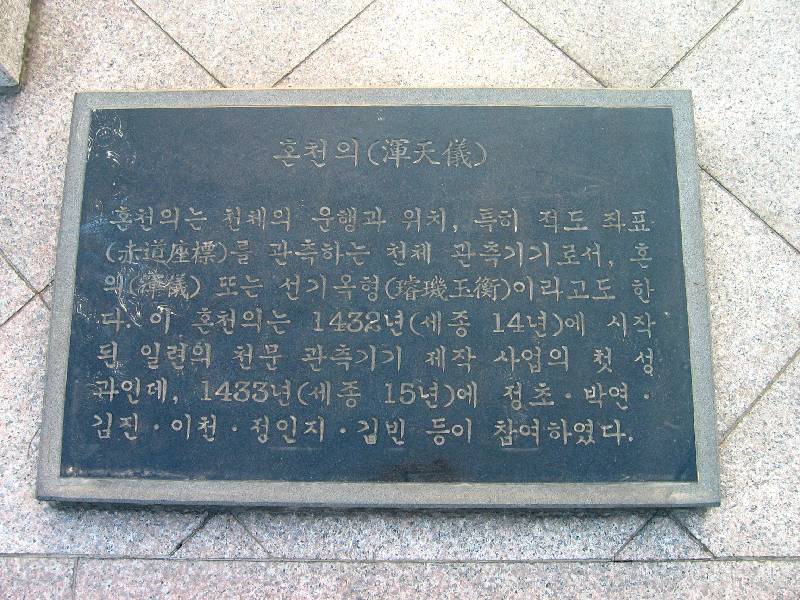 혼천의(渾天儀)
혼천의는 천체의 운행과 위치, 특히 적도 좌표
(赤道座標)를 관측하는 천체 관측기기로서, 혼
의(渾儀) 또는 선기옥형(璿璣玉衡)이라고도 한
다. 이 혼천의는 1432년(세종 14년)에 시작
된 일련의 천문 관측기기 제작 사업의 첫 성
과인데, 1433년(세종 15년)에 정초·박연·
김진·이천·정인지·김빈 등이 참여하였다.